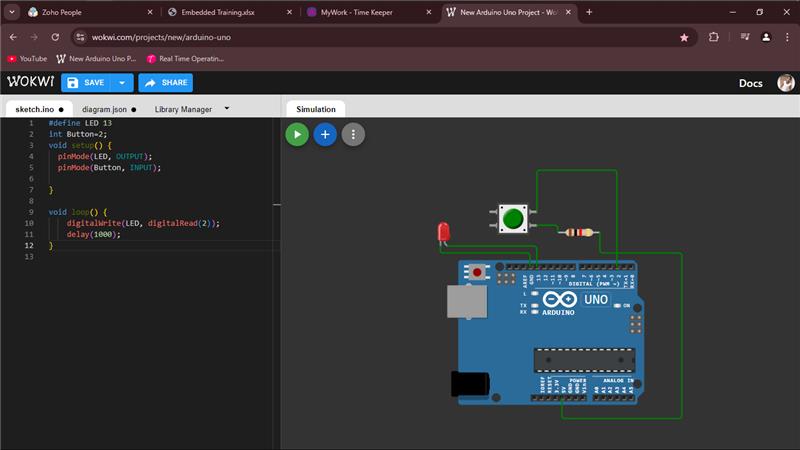 Zoho People
Embedded Training.xlsx
MyWork - Time Keeper
New Arduino Uno Project - Wo
wokwi.com/projects/new/arduino-uno
YouTube
New Arduino Uno P...
Real Time Operatin...
WOKWI
SAVE
SHARE
Docs
sketch.ino
diagram.json
Library Manager
Simulation
1 #define LED 13
2 int Button=2;
3 void setup() {
4 pinMode(LED, OUTPUT);
5 pinMode(Button, INPUT);
6
7 }
8
9 void loop() {
10 digitalWrite(LED, digitalRead(2));
11 delay(1000);
12 }
13
AREF
GND
13
12
~11
~10
~9
8
7
~6
~5
4
~3
2
TX→1
RX←0
DIGITAL (PWM ~)
L
TX
RX
UNO
ON
ARDUINO
IOREF
RESET
3.3V
5V
GND
GND
VIN
POWER
ANALOG IN
A0
A1
A2
A3
A4
A5